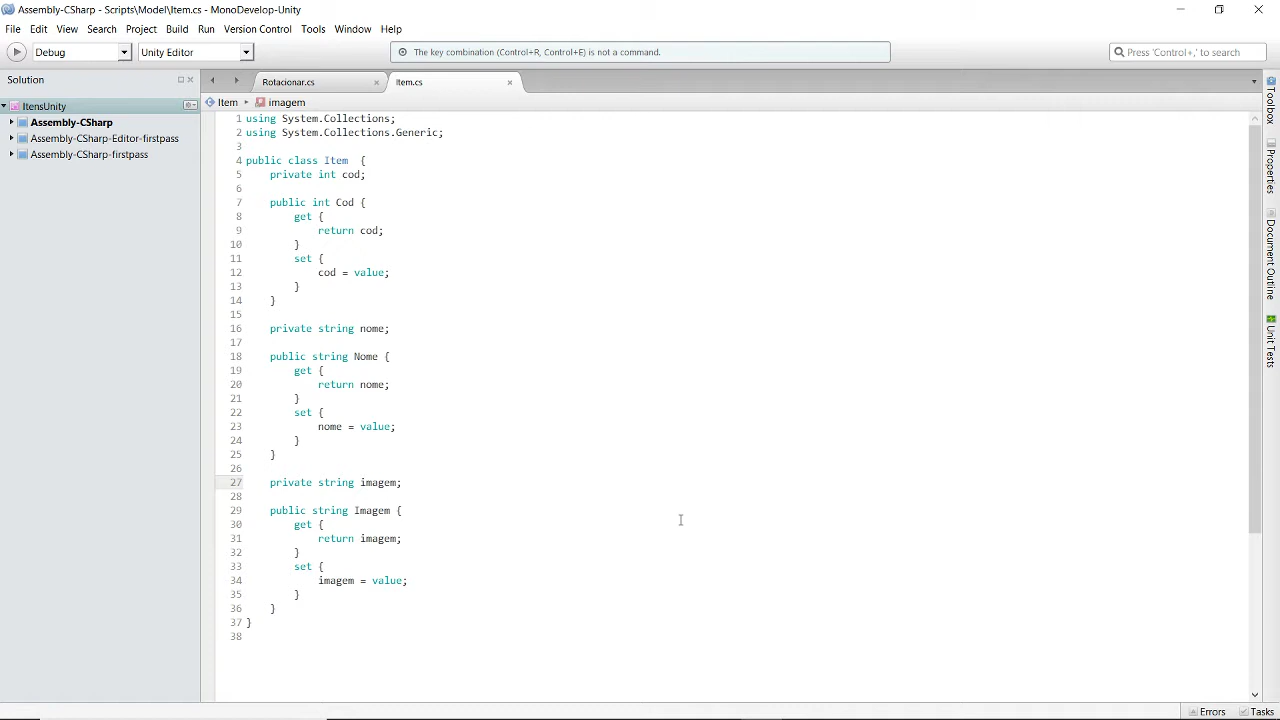 Assembly-CSharp - Scripts\Model\Item.cs - MonoDevelop-Unity
File Edit View Search Project Build Run Version Control Tools Window Help
Debug Unity Editor The key combination (Control+R, Control+E) is not a command. Press 'Control+,' to search
Solution Rotacionar.cs Item.cs
ItensUnity Item imagem
Assembly-CSharp
Assembly-CSharp-Editor-firstpass
Assembly-CSharp-firstpass
1 using System.Collections;
2 using System.Collections.Generic;
3
4 public class Item  {
5     private int cod;
6
7     public int Cod {
8         get {
9             return cod;
10         }
11         set {
12             cod = value;
13         }
14     }
15
16     private string nome;
17
18     public string Nome {
19         get {
20             return nome;
21         }
22         set {
23             nome = value;
24         }
25     }
26
27     private string imagem;
28
29     public string Imagem {
30         get {
31             return imagem;
32         }
33         set {
34             imagem = value;
35         }
36     }
37 }
38
Toolbox
Properties
Document Outline
Unit Tests
Errors Tasks